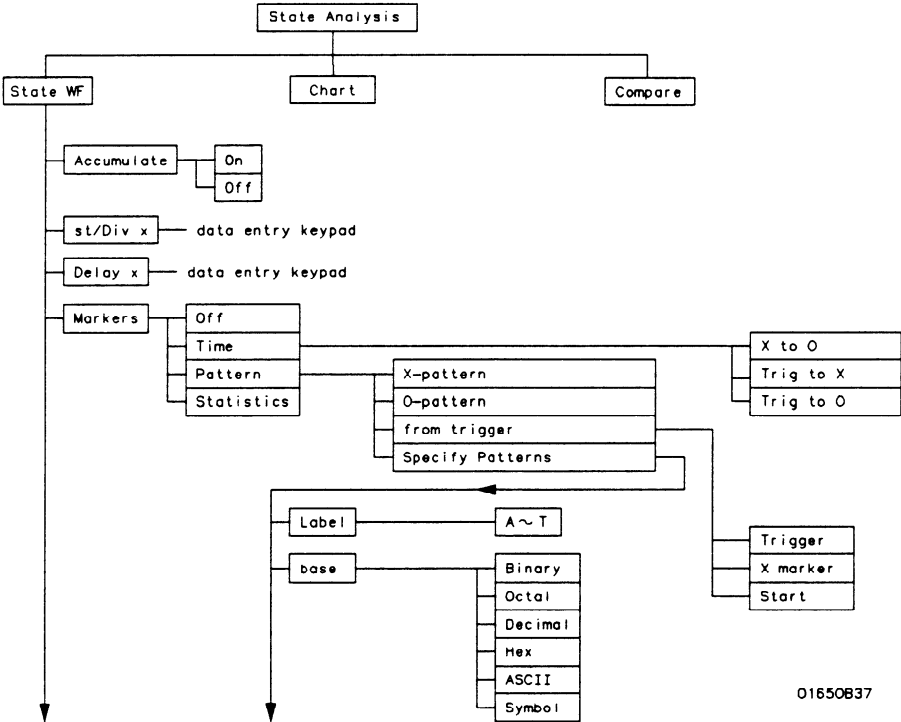 State Analysis
State WF
Chart
Compare
Accumulate
On
Off
st/Div x
data entry keypad
Delay x
data entry keypad
Markers
Off
Time
Pattern
Statistics
X-pattern
O-pattern
from trigger
Specify Patterns
X to O
Trig to X
Trig to O
Label
A~T
base
Binary
Octal
Decimal
Hex
ASCII
Symbol
Trigger
X marker
Start
01650B37